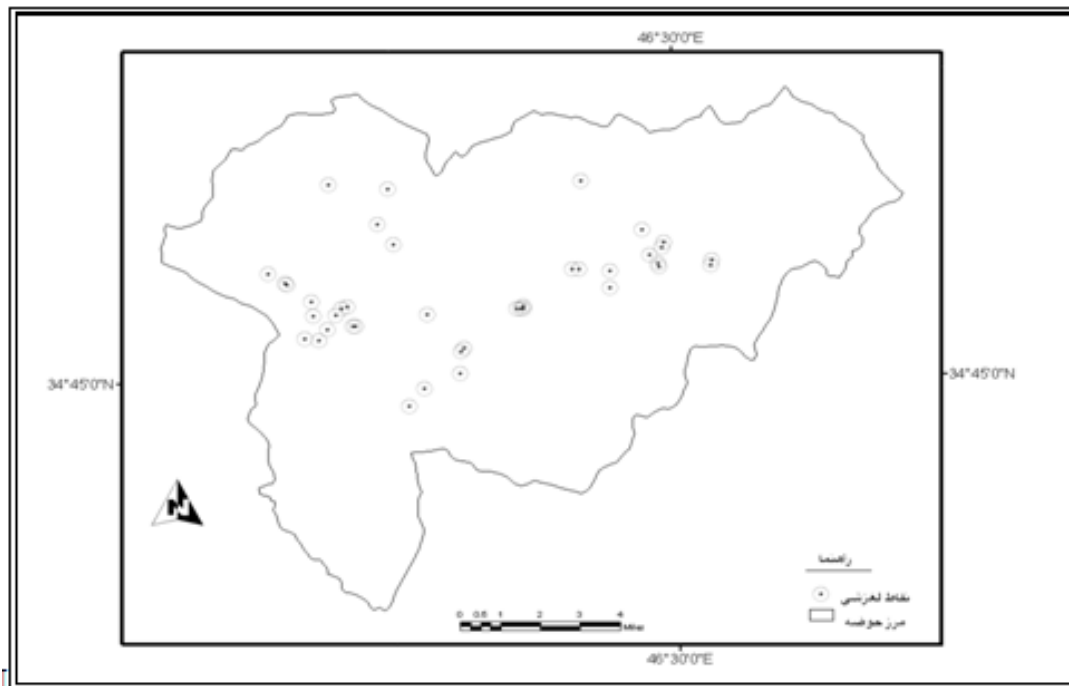 46°30'0"E
34°45'0"N
34°45'0"N
راهنما
نقاط لغزشی
مرز حوضه
0 0.5 1 2 3 4
Miles
46°30'0"E
N